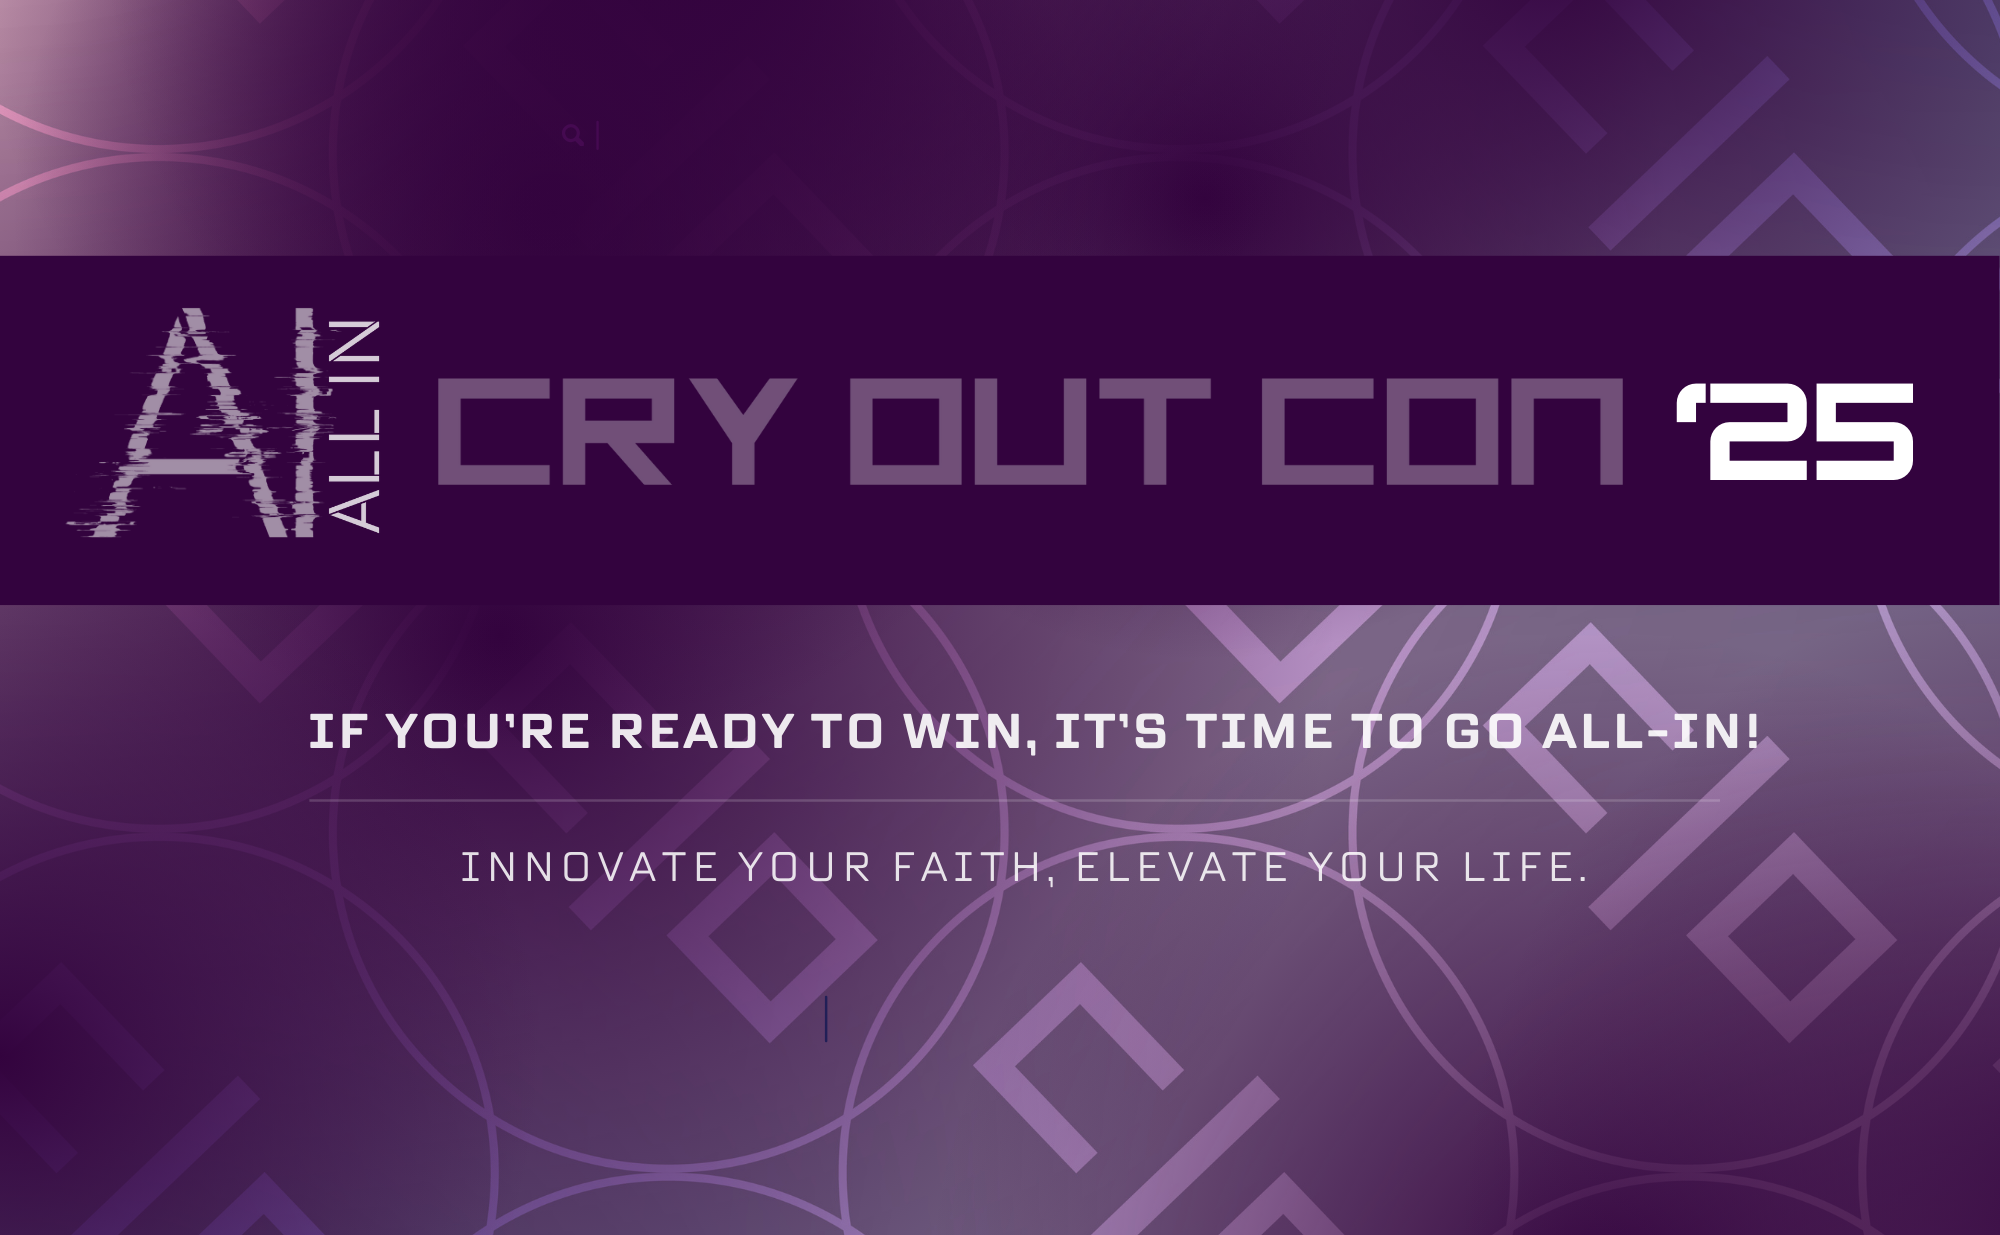 AI ALL IN CRY OUT CON '25
IF YOU'RE READY TO WIN, IT'S TIME TO GO ALL-IN!
INNOVATE YOUR FAITH, ELEVATE YOUR LIFE.